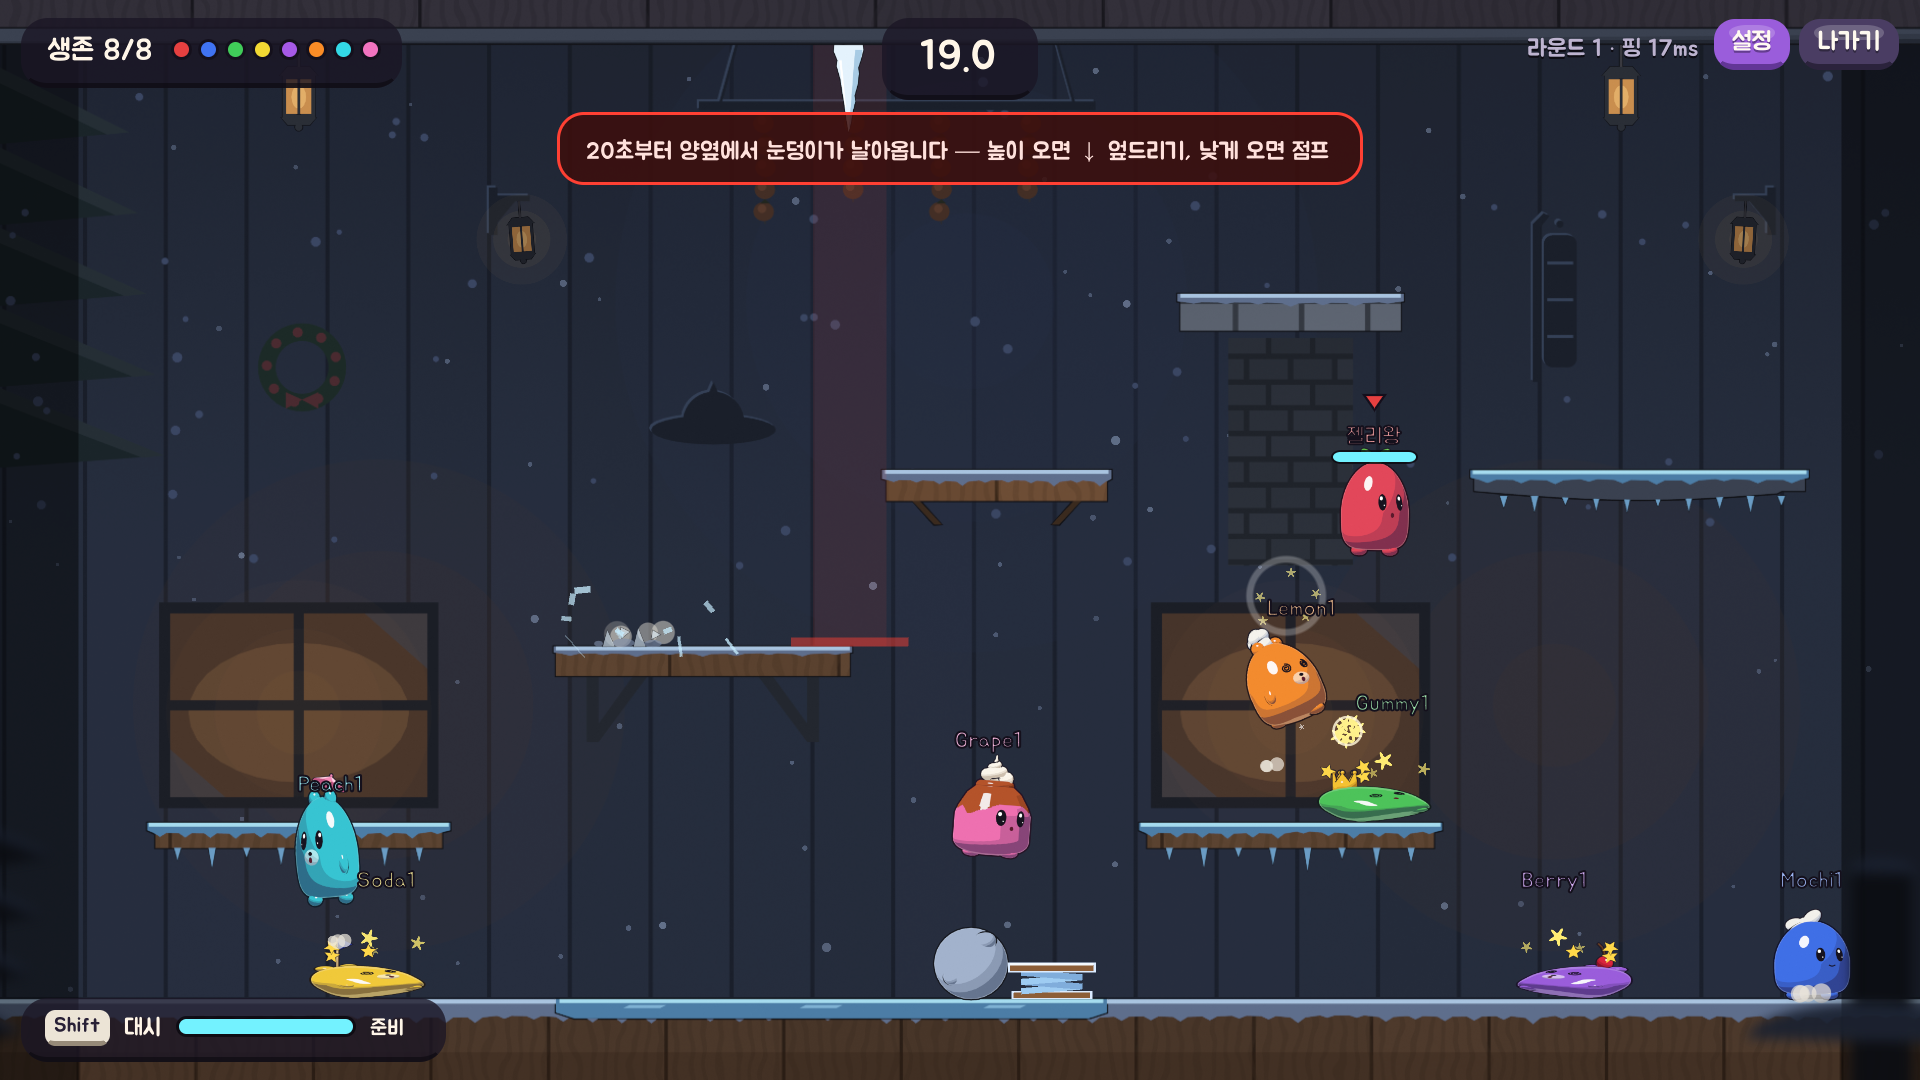 생존 8/8
19.0
라운드 1 · 핑 17ms
설정
나가기
20초부터 양옆에서 눈덩이가 날아옵니다 — 높이 오면 ↓ 엎드리기, 낮게 오면 점프
젤리왕
Lemon1
Gummy1
Grape1
Peach1
Soda1
Berry1
Mochi1
Shift 대시 준비